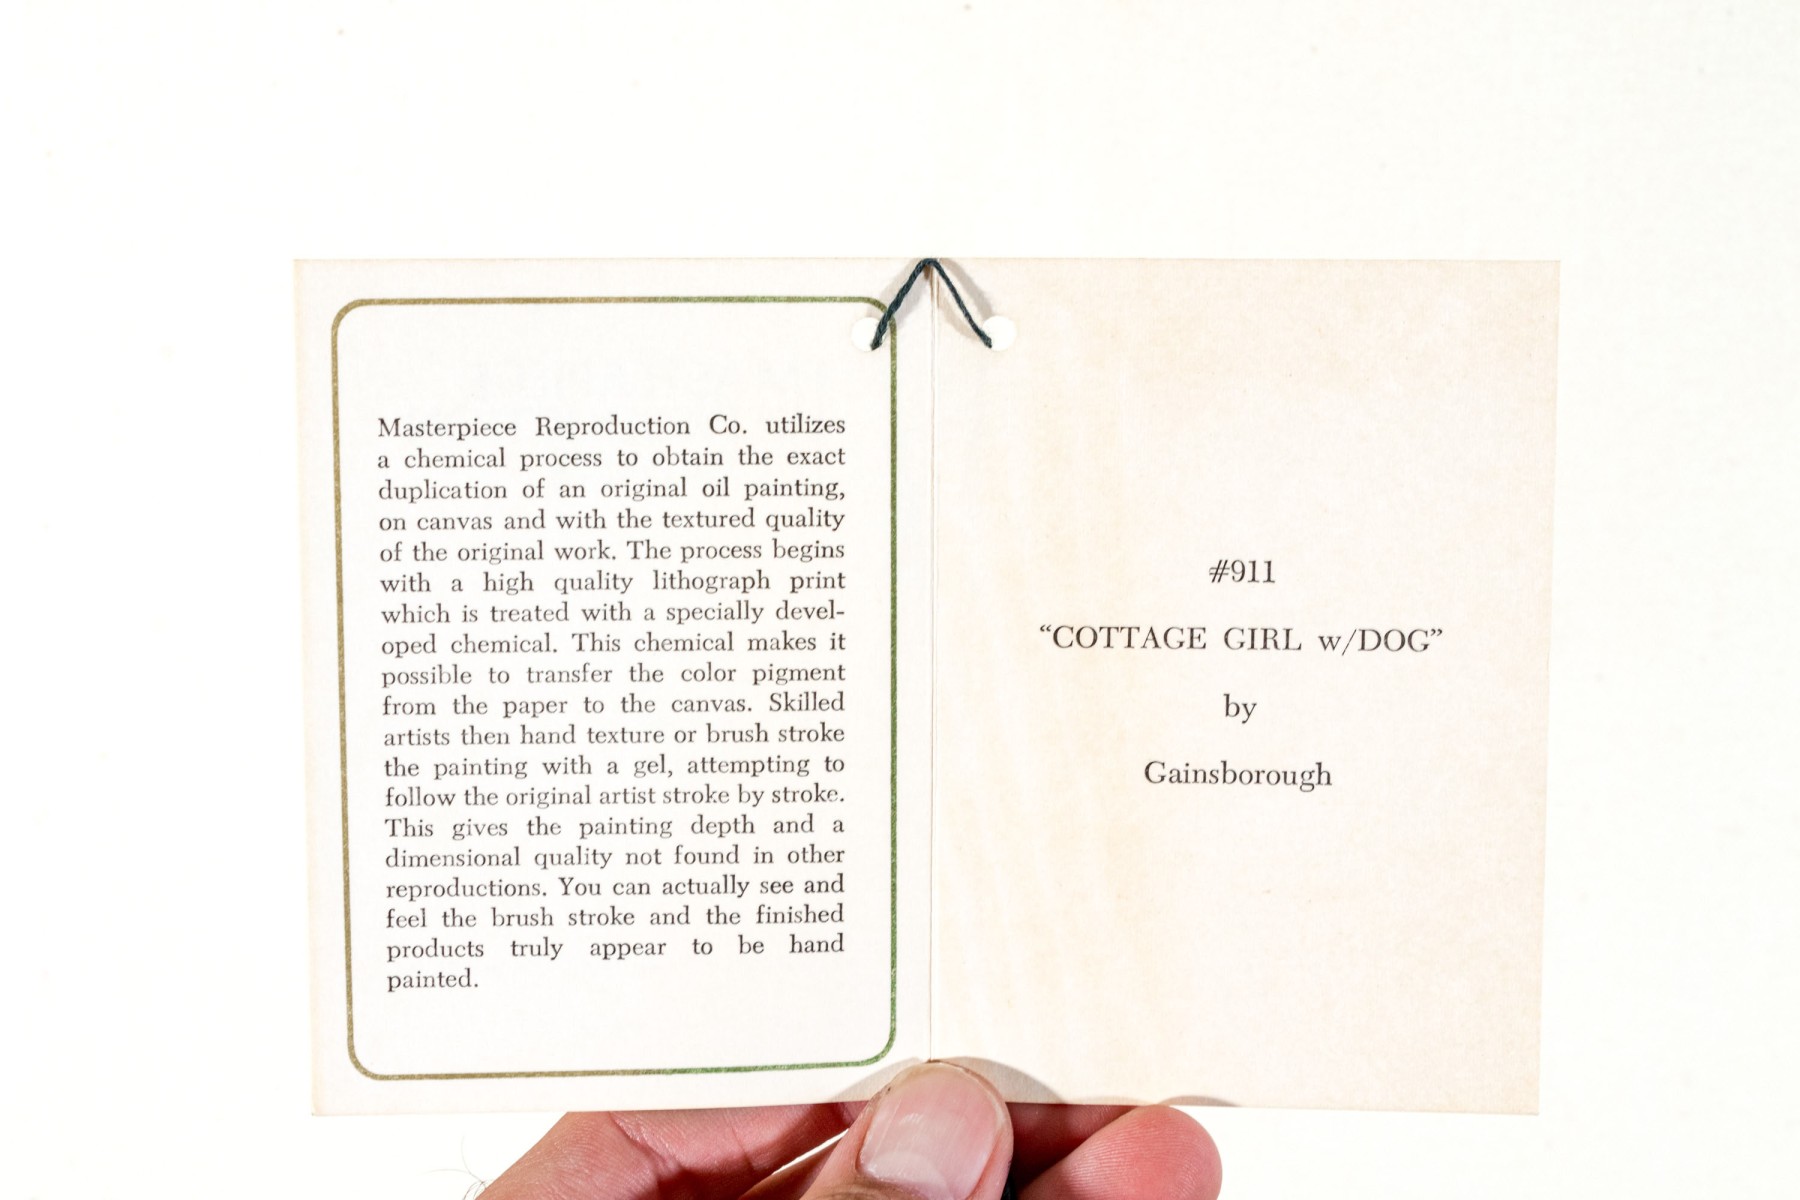 Masterpiece Reproduction Co. utilizes
a chemical process to obtain the exact
duplication of an original oil painting,
on canvas and with the textured quality
of the original work. The process begins
with a high quality lithograph print
which is treated with a specially devel-
oped chemical. This chemical makes it
possible to transfer the color pigment
from the paper to the canvas. Skilled
artists then hand texture or brush stroke
the painting with a gel, attempting to
follow the original artist stroke by stroke.
This gives the painting depth and a
dimensional quality not found in other
reproductions. You can actually see and
feel the brush stroke and the finished
products truly appear to be hand
painted.
#911
“COTTAGE GIRL w/DOG”
by
Gainsborough